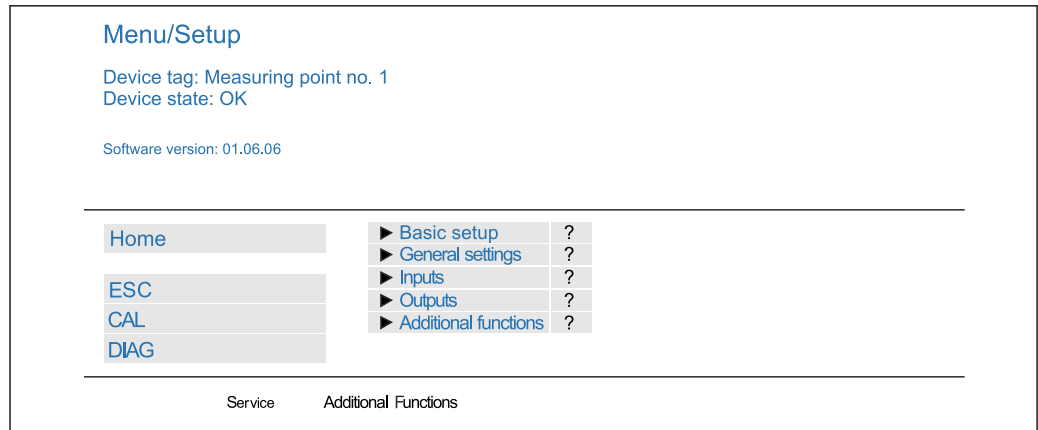 Menu/Setup
Device tag: Measuring point no. 1
Device state: OK
Software version: 01.06.06
Home
ESC
CAL
DIAG
Basic setup ?
General settings ?
Inputs ?
Outputs ?
Additional functions ?
Service Additional Functions